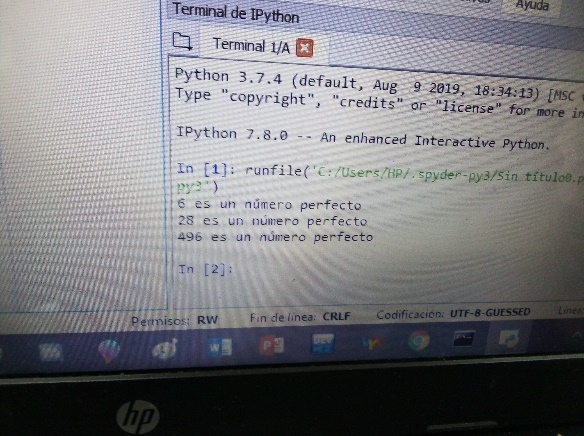 Ayuda
Terminal de IPython
Terminal 1/A
Python 3.7.4 (default, Aug  9 2019, 18:34:13) [MSC
Type "copyright", "credits" or "license" for more in
IPython 7.8.0 -- An enhanced Interactive Python.
In [1]: runfile('C:/Users/HP/.spyder-py3/Sin título0.p
py3')
6 es un número perfecto
28 es un número perfecto
496 es un número perfecto
In [2]:
Permisos: RW Fin de línea: CRLF Codificación: UTF-8-GUESSED Línea
hp